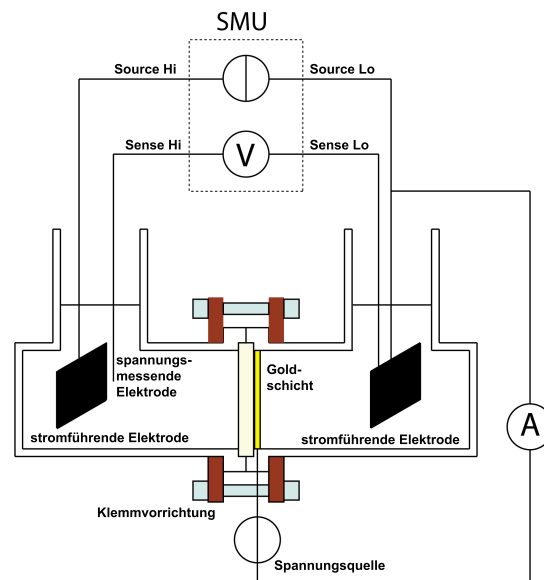 SMU
Source Hi
Source Lo
Sense Hi
V
Sense Lo
spannungs-
messende
Elektrode
Gold-
schicht
stromführende Elektrode
stromführende Elektrode
A
Klemmvorrichtung
Spannungsquelle